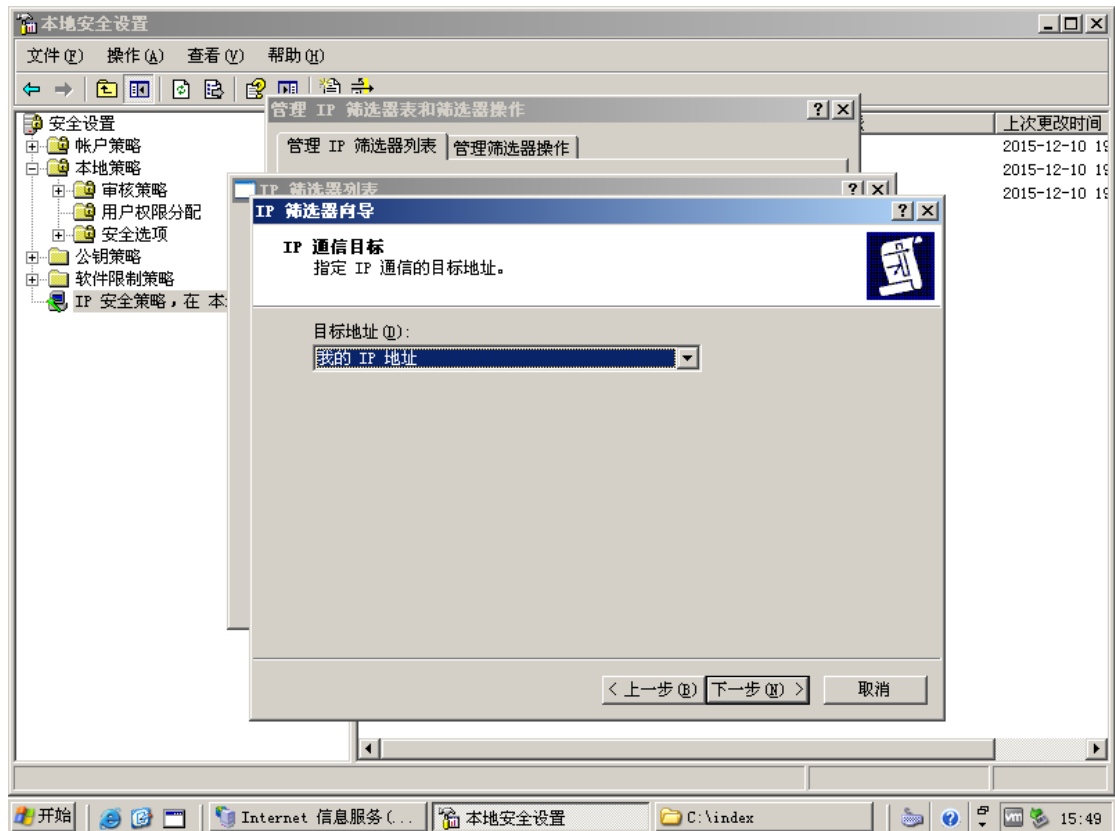 本地安全设置
文件(F) 操作(A) 查看(V) 帮助(H)
管理 IP 筛选器表和筛选器操作
管理 IP 筛选器列表 管理筛选器操作
IP 筛选器列表
IP 筛选器向导
IP 通信目标
指定 IP 通信的目标地址。
目标地址(D):
我的 IP 地址
< 上一步(B) 下一步(N) > 取消
安全设置
帐户策略
本地策略
审核策略
用户权限分配
安全选项
公钥策略
软件限制策略
IP 安全策略，在 本
上次更改时间
2015-12-10 19
2015-12-10 19
2015-12-10 19
开始 Internet 信息服务(... 本地安全设置 C:\index 15:49